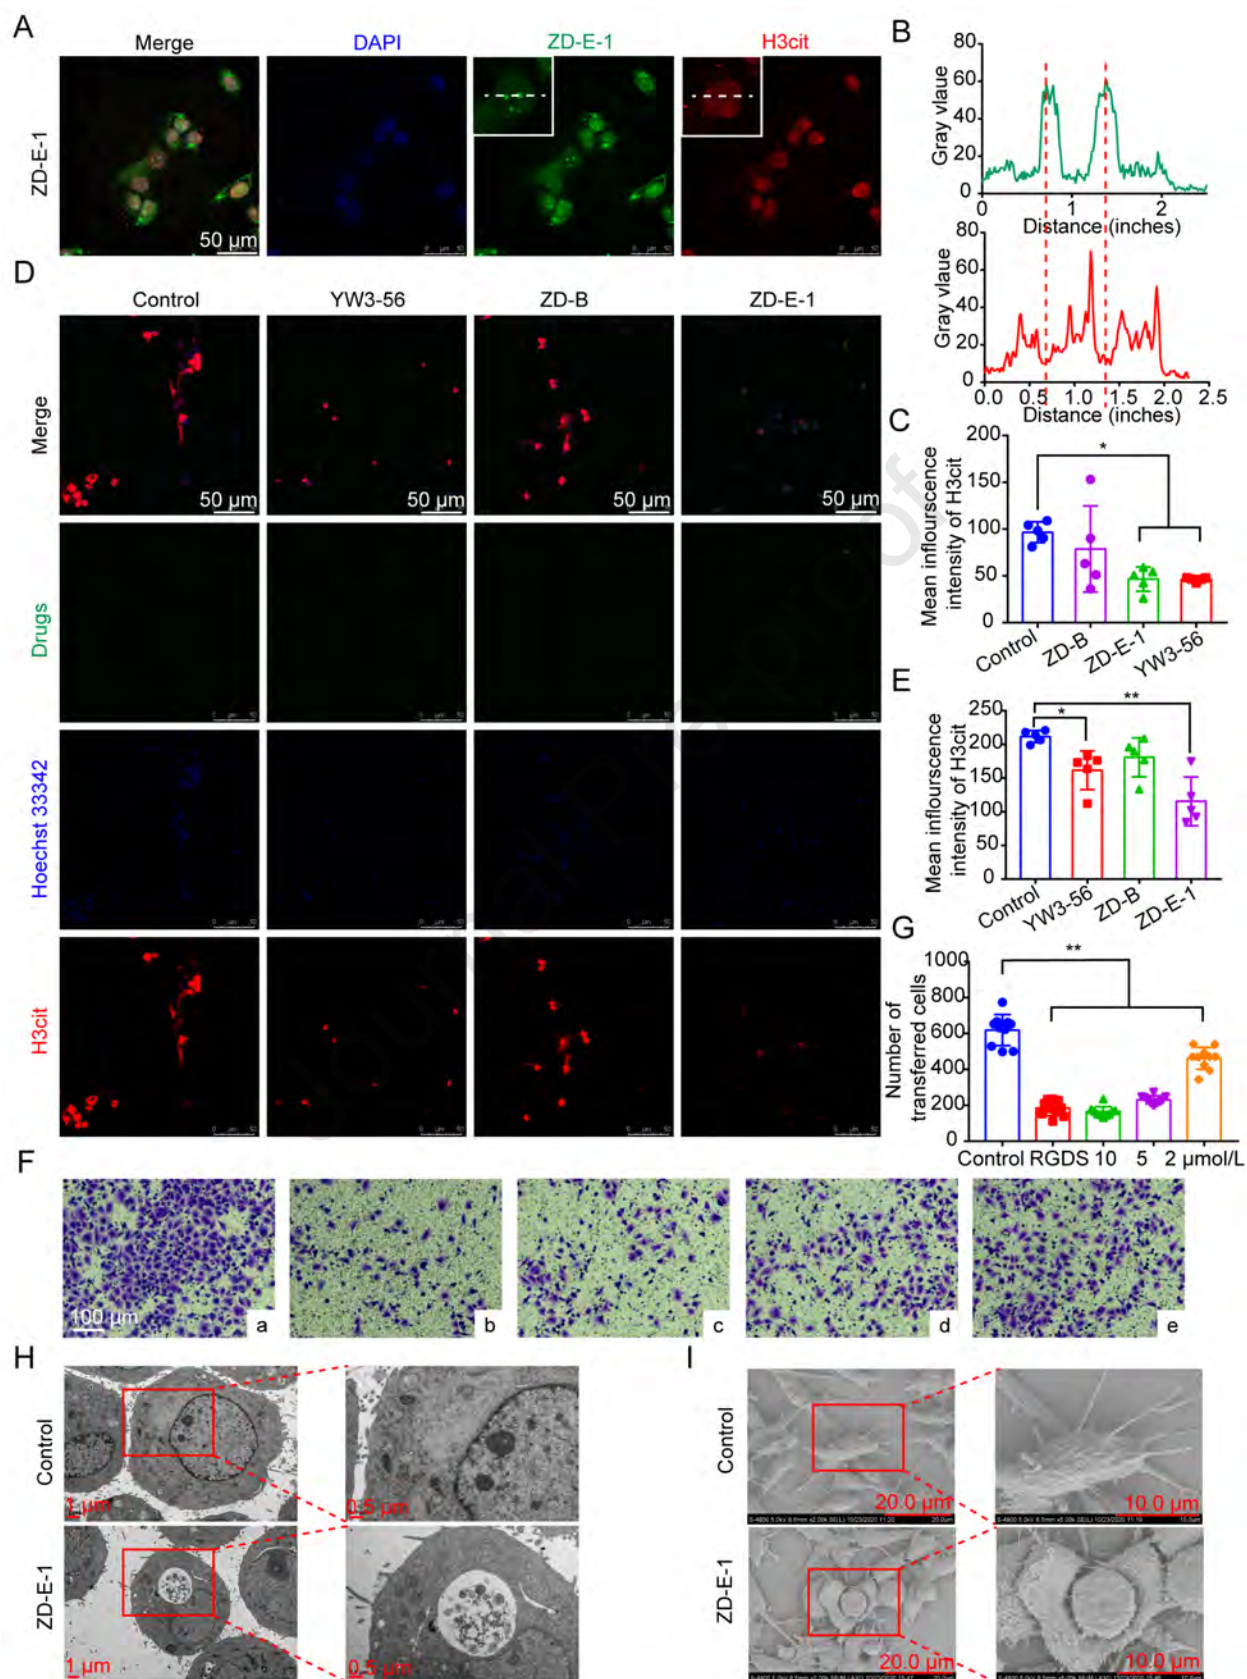 A
Merge
DAPI
ZD-E-1
H3cit
ZD-E-1
50 µm
B
80
60
40
20
0
Gray vlaue
0
1
2
Distance (inches)
80
60
40
20
0
Gray vlaue
0.0
0.5
1.0
1.5
2.0
2.5
Distance (inches)
C
200
150
100
50
0
Mean inflourscence
intensity of H3cit
*
Control
ZD-B
ZD-E-1
YW3-56
D
Control
YW3-56
ZD-B
ZD-E-1
Merge
50 µm
50 µm
50 µm
50 µm
Drugs
Hoechst 33342
H3cit
E
250
200
150
100
50
0
Mean inflourscence
intensity of H3cit
**
*
Control
YW3-56
ZD-B
ZD-E-1
G
1000
800
600
400
200
0
Number of
transferred cells
**
Control RGDS 10 5 2 µmol/L
F
100 µm
a
b
c
d
e
H
Control
1 µm
0.5 µm
ZD-E-1
1 µm
0.5 µm
I
Control
20.0 µm
10.0 µm
ZD-E-1
20.0 µm
10.0 µm
Journal Pre-proof